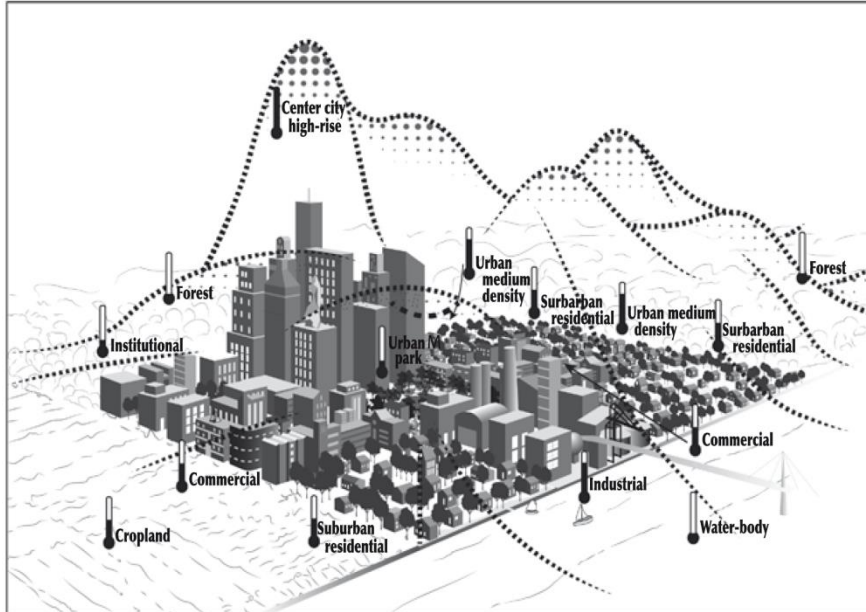 Center city
high-rise
Forest
Institutional
Urban
medium
density
Surbarban
residential
Urban medium
density
Forest
Surbarban
residential
Urban M
park
Commercial
Commercial
Industrial
Cropland
Suburban
residential
Water-body